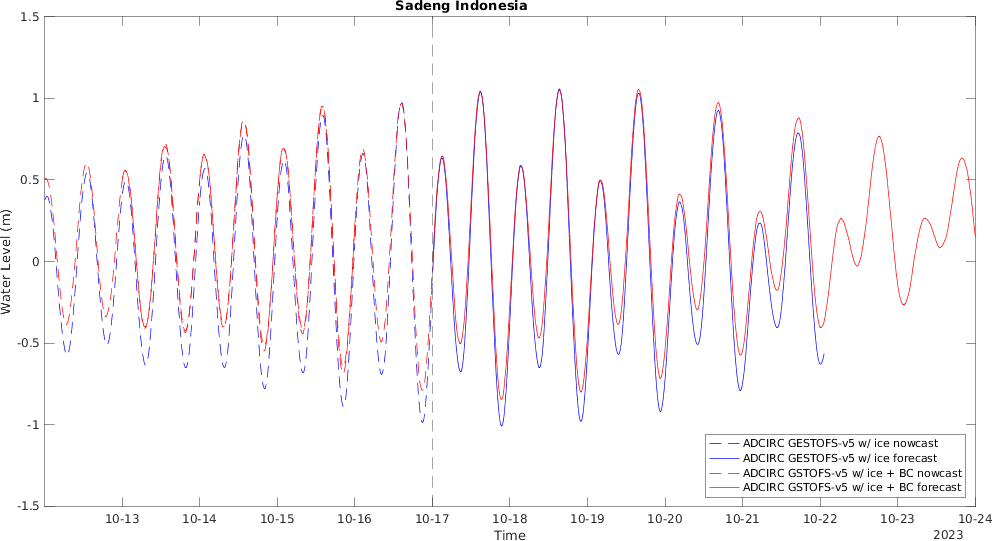 Sadeng Indonesia
1.5
1
0.5
0
-0.5
-1
-1.5
Water Level (m)
ADCIRC GESTOFS-v5 w/ ice nowcast
ADCIRC GESTOFS-v5 w/ ice forecast
ADCIRC GSTOFS-v5 w/ ice + BC nowcast
ADCIRC GSTOFS-v5 w/ ice + BC forecast
10-13 10-14 10-15 10-16 10-17 10-18 10-19 10-20 10-21 10-22 10-23 10-24
Time
2023